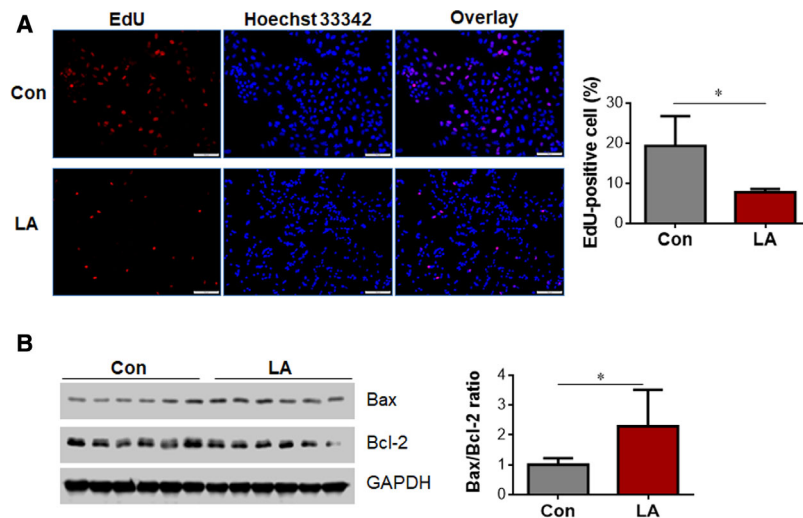 A
EdU Hoechst 33342 Overlay
Con
LA
EdU-positive cell (%)
30
20
10
0
*
Con LA
B
Con LA
Bax
Bcl-2
GAPDH
Bax/Bcl-2 ratio
4
3
2
1
0
*
Con LA